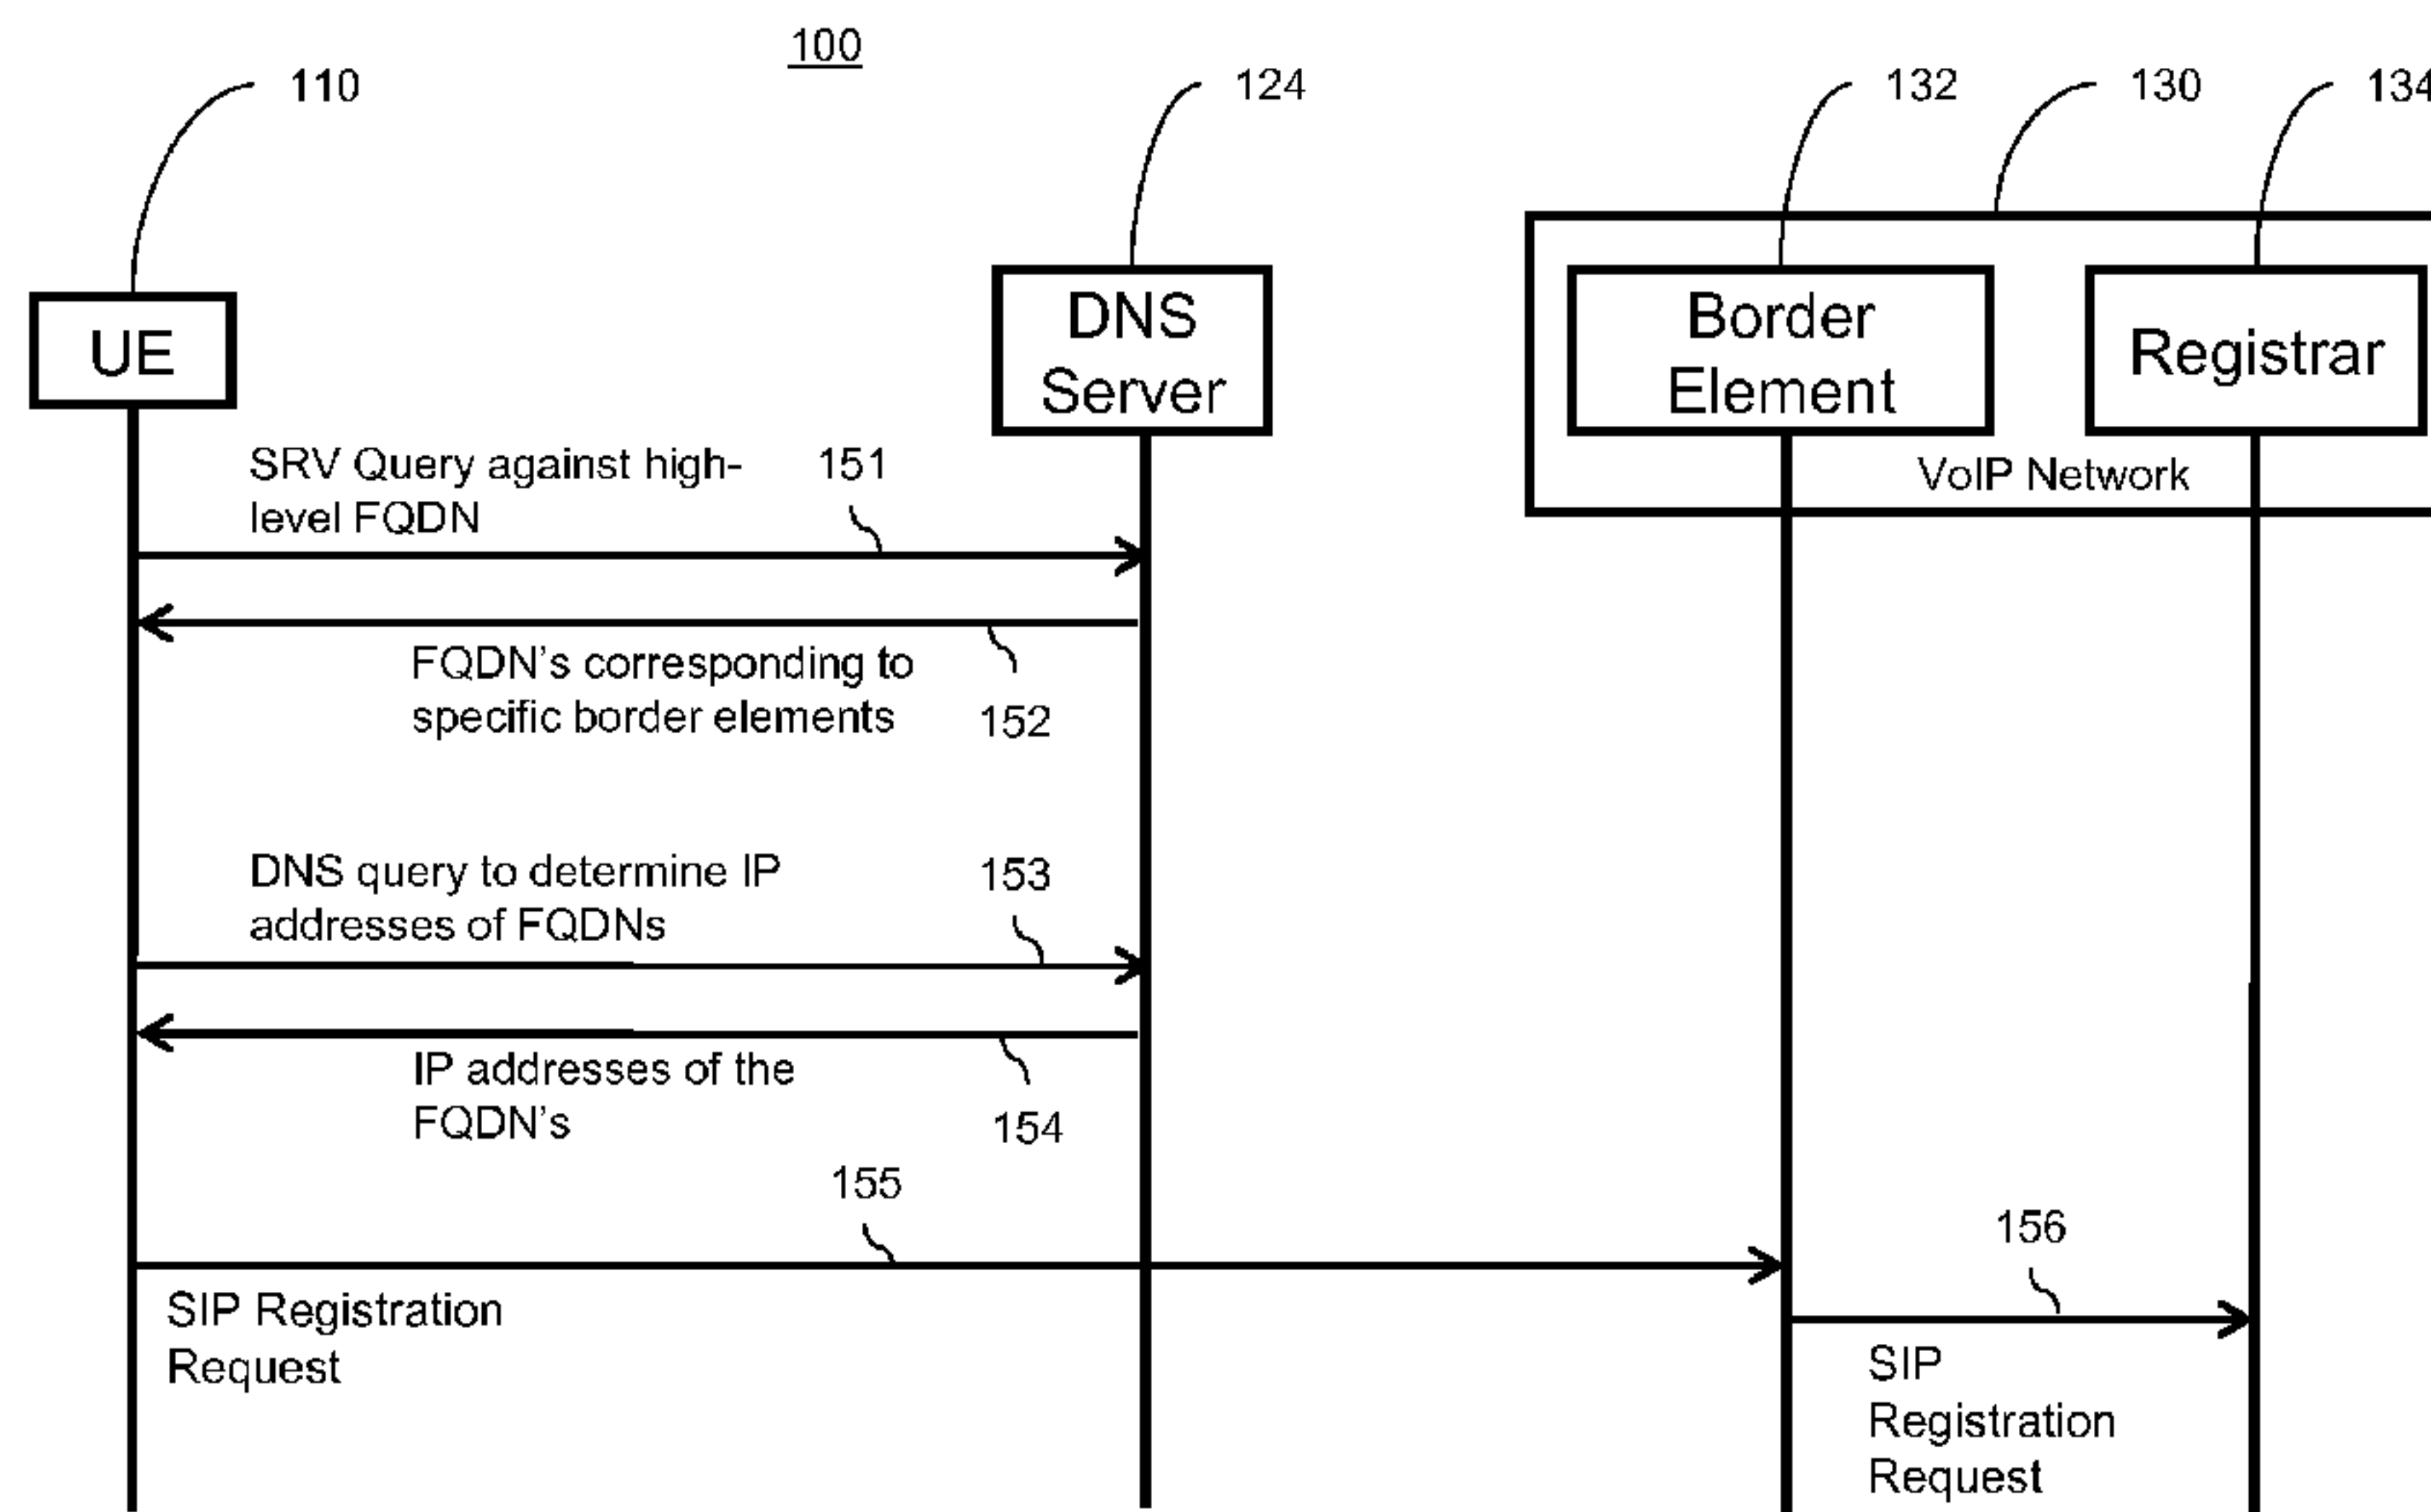 100
110
124
132
130
134
UE
DNS
Server
Border
Element
Registrar
VoIP Network
SRV Query against high-
level FQDN
151
FQDN's corresponding to
specific border elements
152
DNS query to determine IP
addresses of FQDNs
153
IP addresses of the
FQDN's
154
155
SIP Registration
Request
156
SIP
Registration
Request